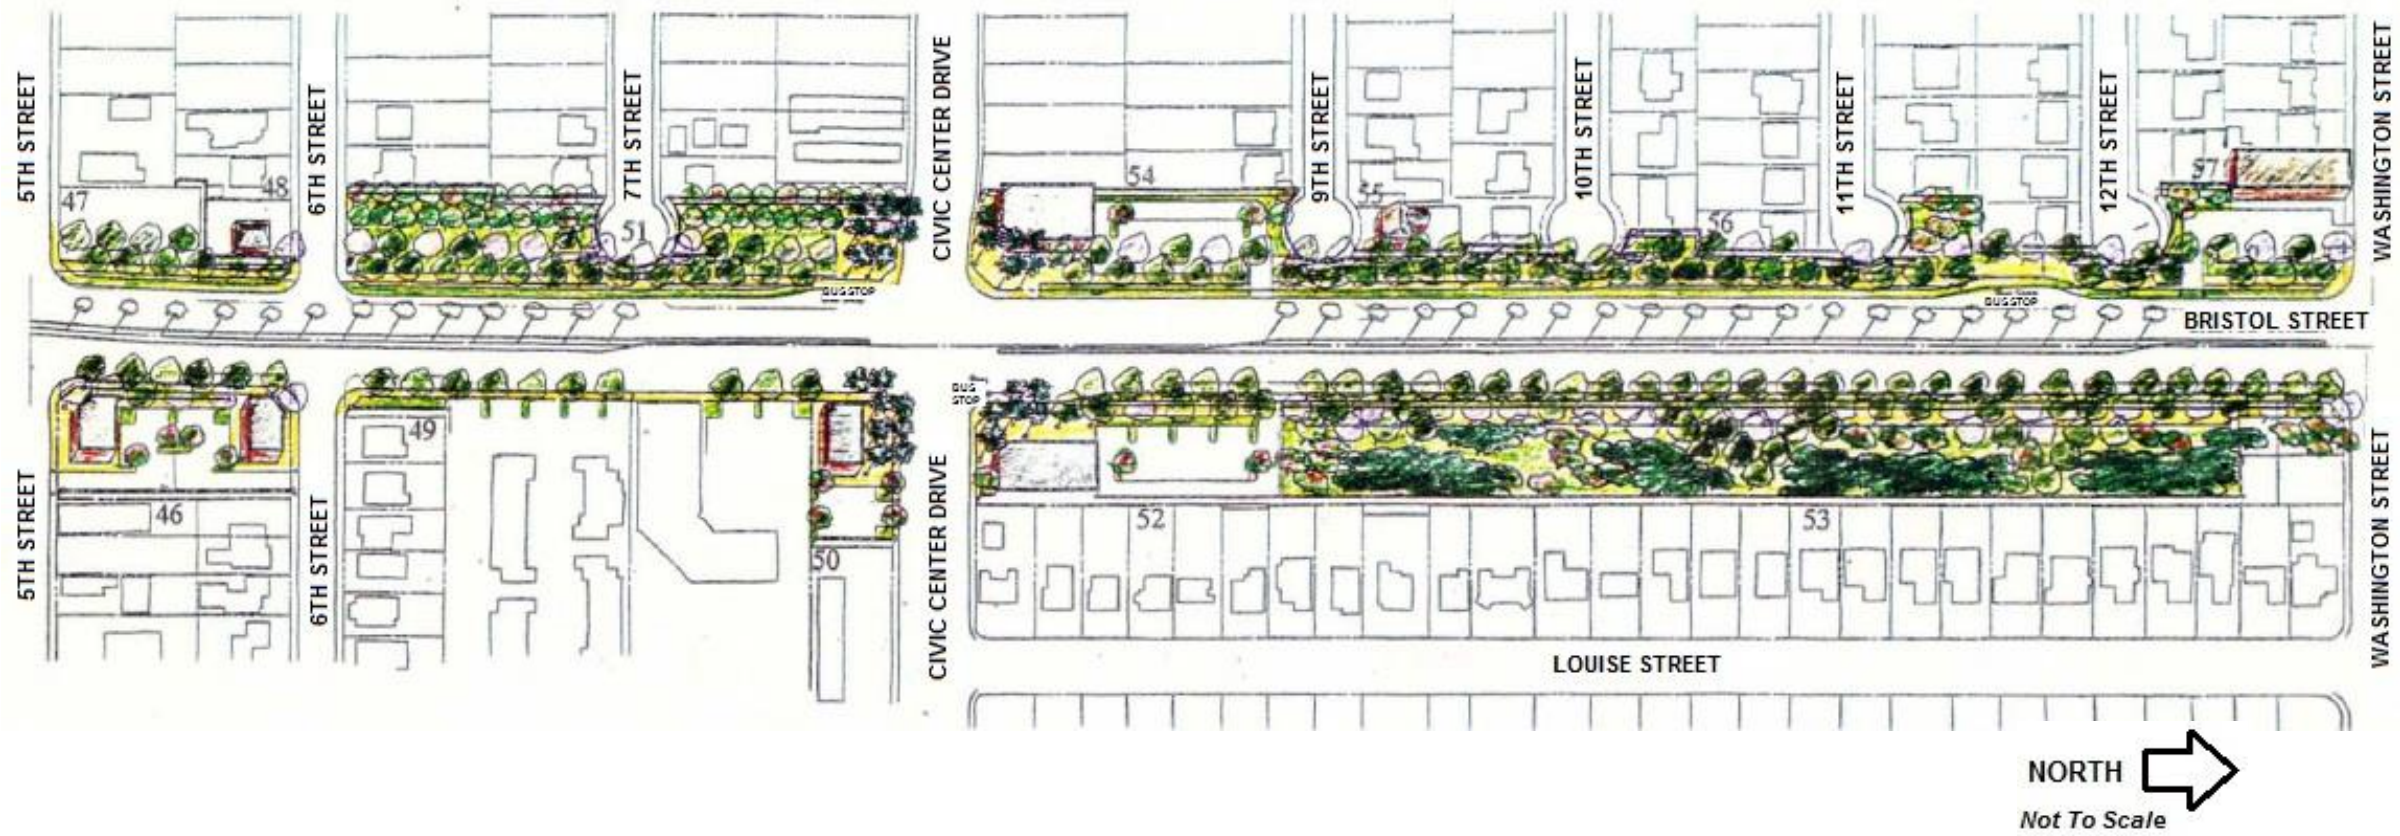 5TH STREET
6TH STREET
7TH STREET
CIVIC CENTER DRIVE
9TH STREET
10TH STREET
11TH STREET
12TH STREET
WASHINGTON STREET
47
48
51
54
55
56
57
BUS STOP
BUS STOP
BRISTOL STREET
BUS
STOP
5TH STREET
6TH STREET
CIVIC CENTER DRIVE
WASHINGTON STREET
49
46
50
52
53
LOUISE STREET
NORTH
Not To Scale